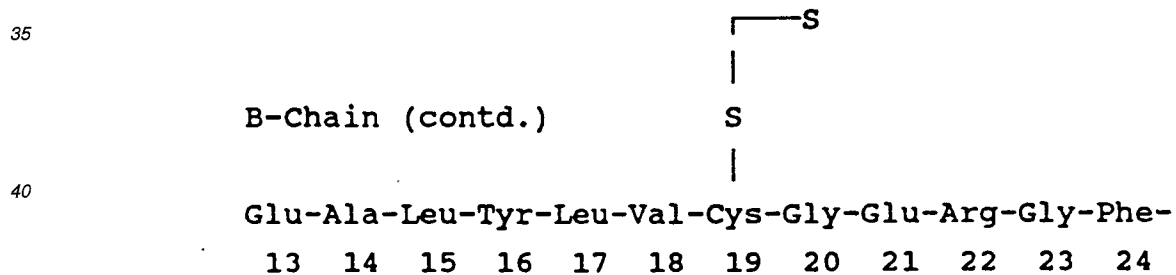 35
S
B-Chain (contd.) S
40
Glu-Ala-Leu-Tyr-Leu-Val-Cys-Gly-Glu-Arg-Gly-Phe-
13 14 15 16 17 18 19 20 21 22 23 24